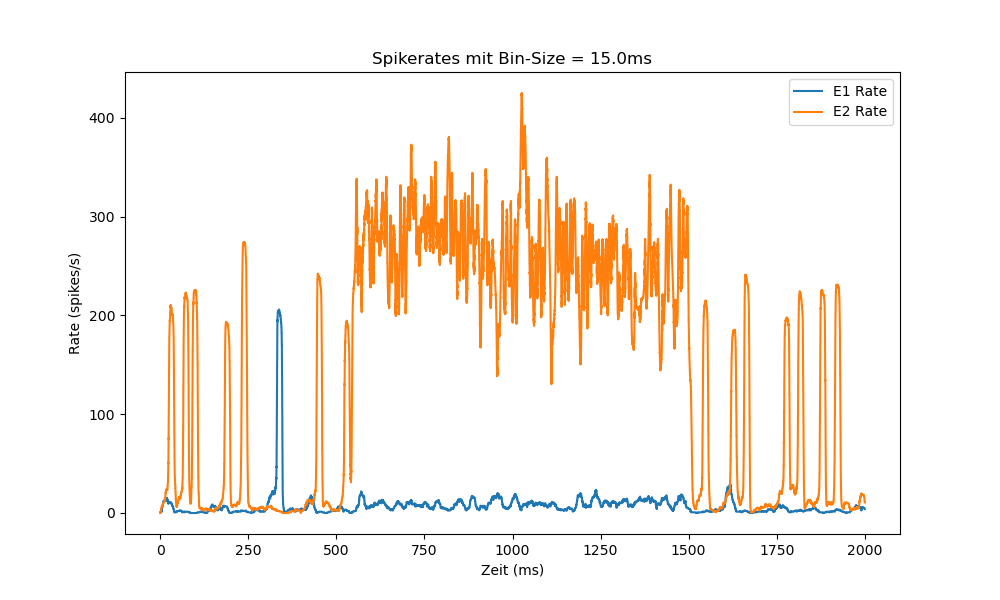 Spikerates mit Bin-Size = 15.0ms
E1 Rate
E2 Rate
Rate (spikes/s)
400
300
200
100
0
0 250 500 750 1000 1250 1500 1750 2000
Zeit (ms)